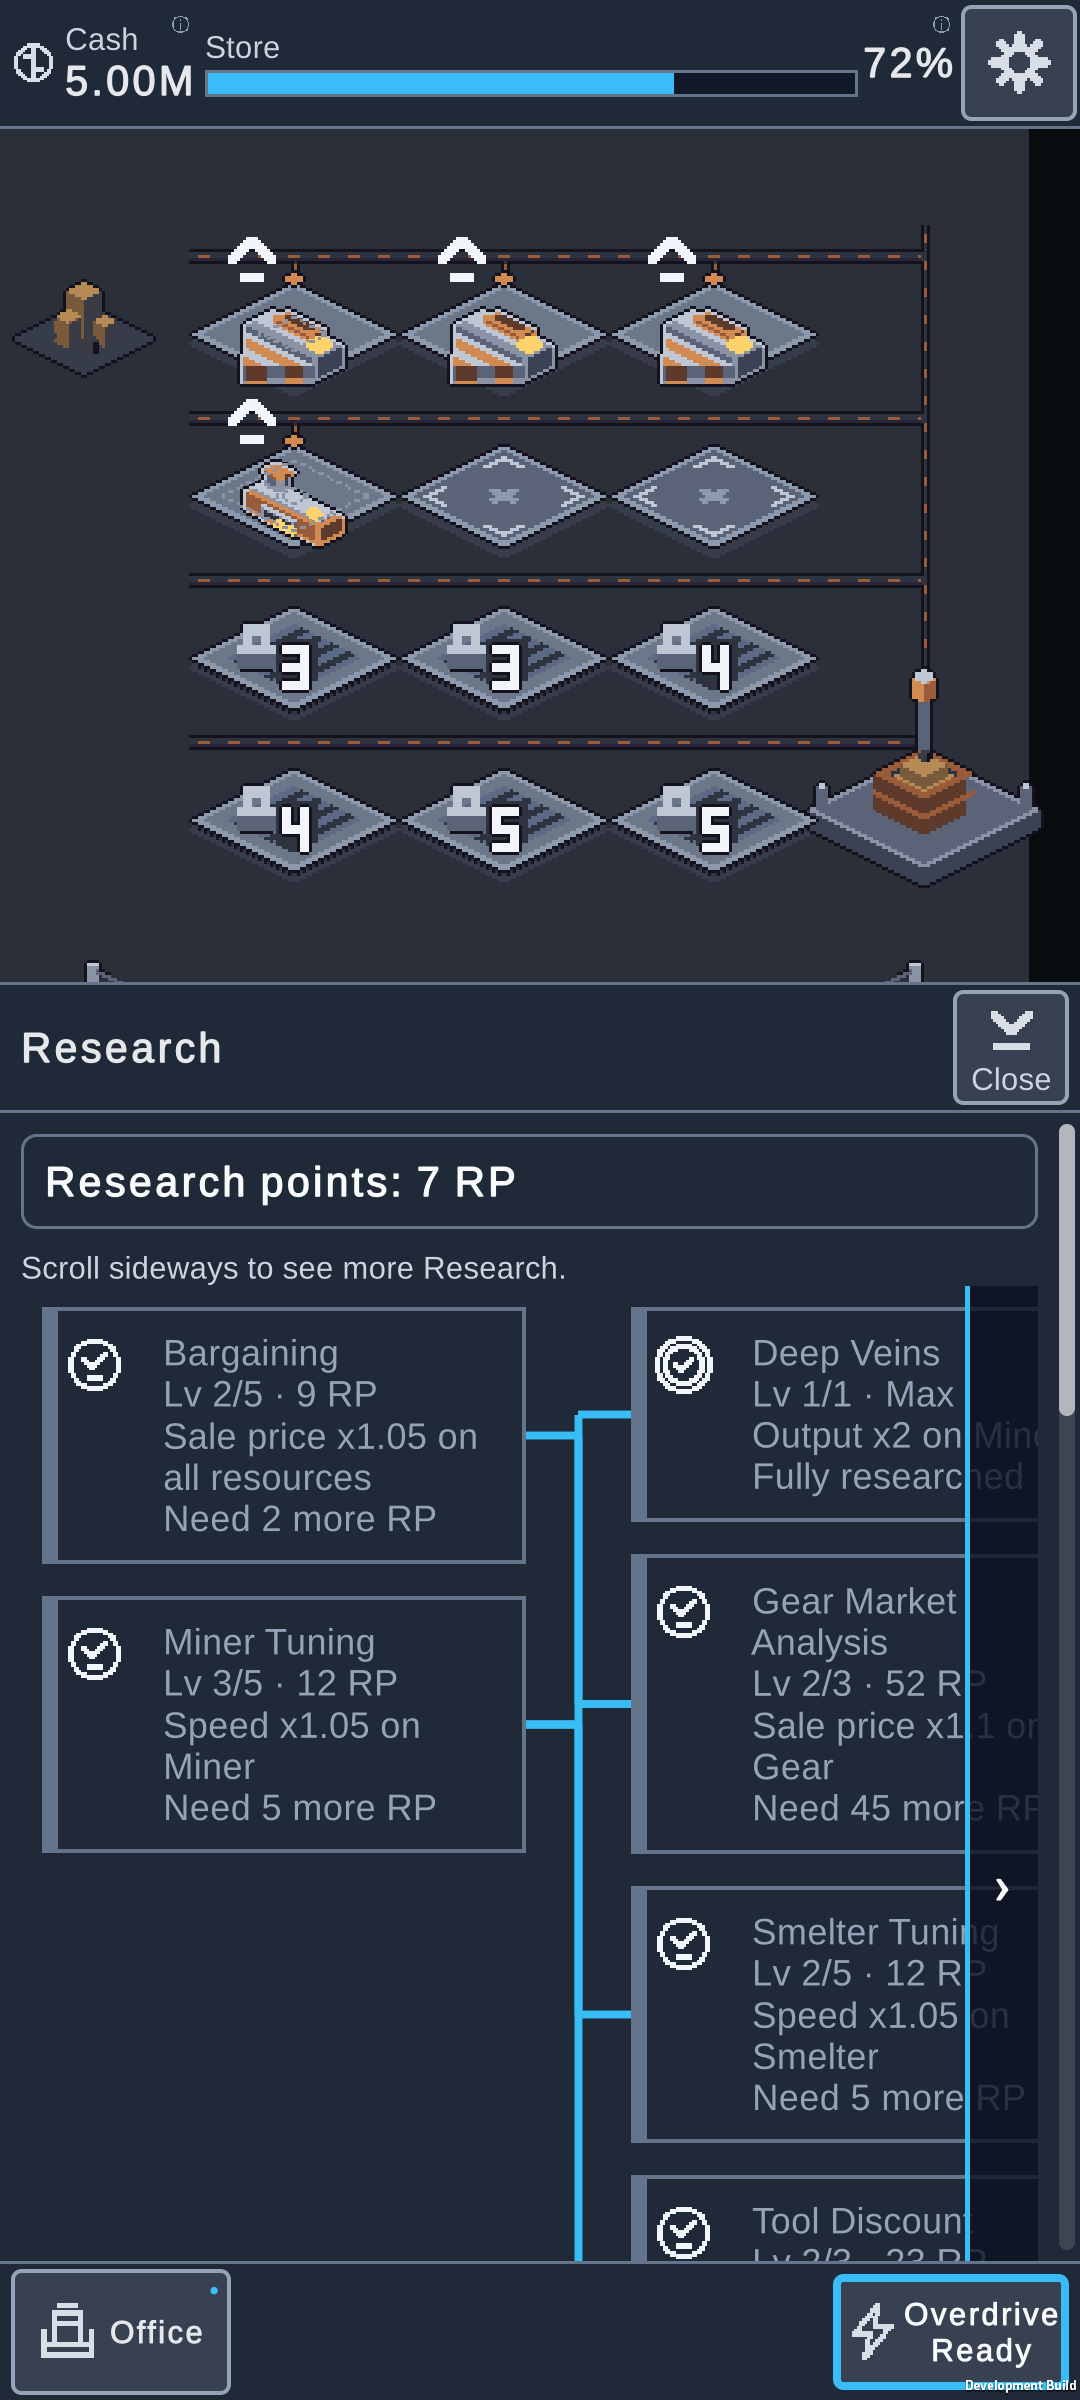 Cash
5.00M
Store
72%
3
3
4
4
5
5
Research
Close
Research points: 7 RP
Scroll sideways to see more Research.
Bargaining
Lv 2/5 · 9 RP
Sale price x1.05 on
all resources
Need 2 more RP
Miner Tuning
Lv 3/5 · 12 RP
Speed x1.05 on
Miner
Need 5 more RP
Deep Veins
Lv 1/1 · Max
Output x2 on
Fully researched
Gear Market
Analysis
Lv 2/3 · 52 RP
Sale price x1.1 on
Gear
Need 45 more RP
Smelter Tuning
Lv 2/5 · 12 RP
Speed x1.05 on
Smelter
Need 5 more RP
Tool Discount
Lv 2/3 · 23 RP
Office
Overdrive
Ready
Development Build